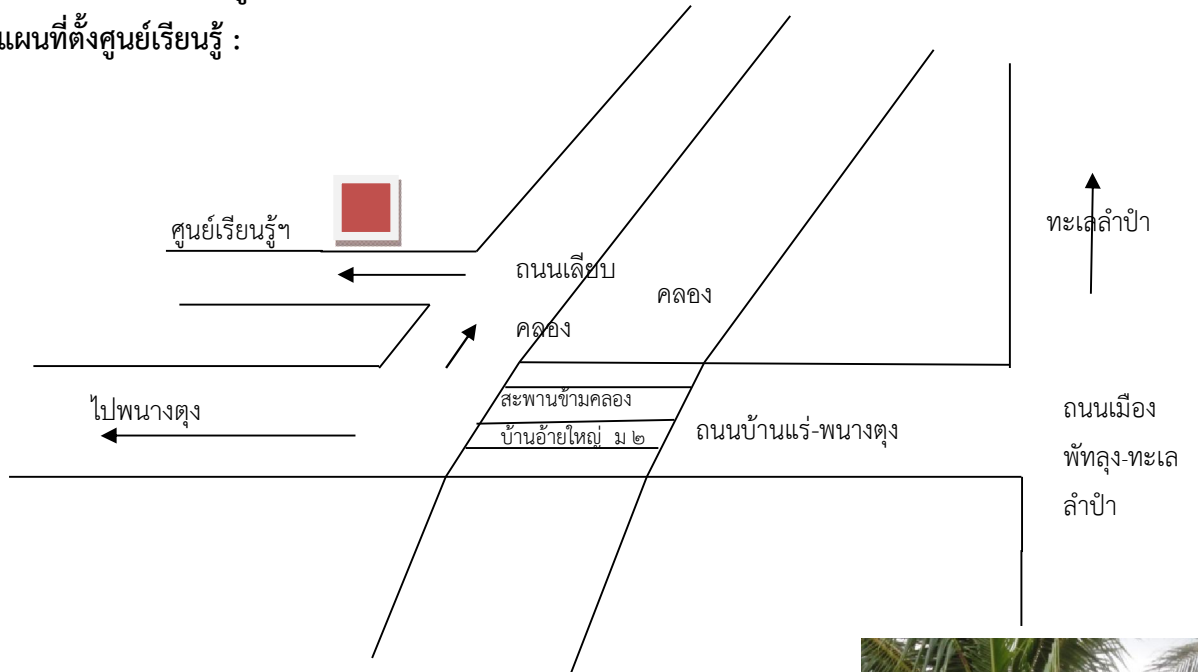 แผนที่ตั้งศูนย์เรียนรู้ :
ศูนย์เรียนรู้ฯ
ทะเลลำปำ
ถนนเลียบ
คลอง
คลอง
สะพานข้ามคลอง
บ้านอ้ายใหญ่ ม ๒
ไปพนางตุง
ถนนบ้านแร่-พนางตุง
ถนนเมือง
พัทลุง-ทะเล
ลำปำ